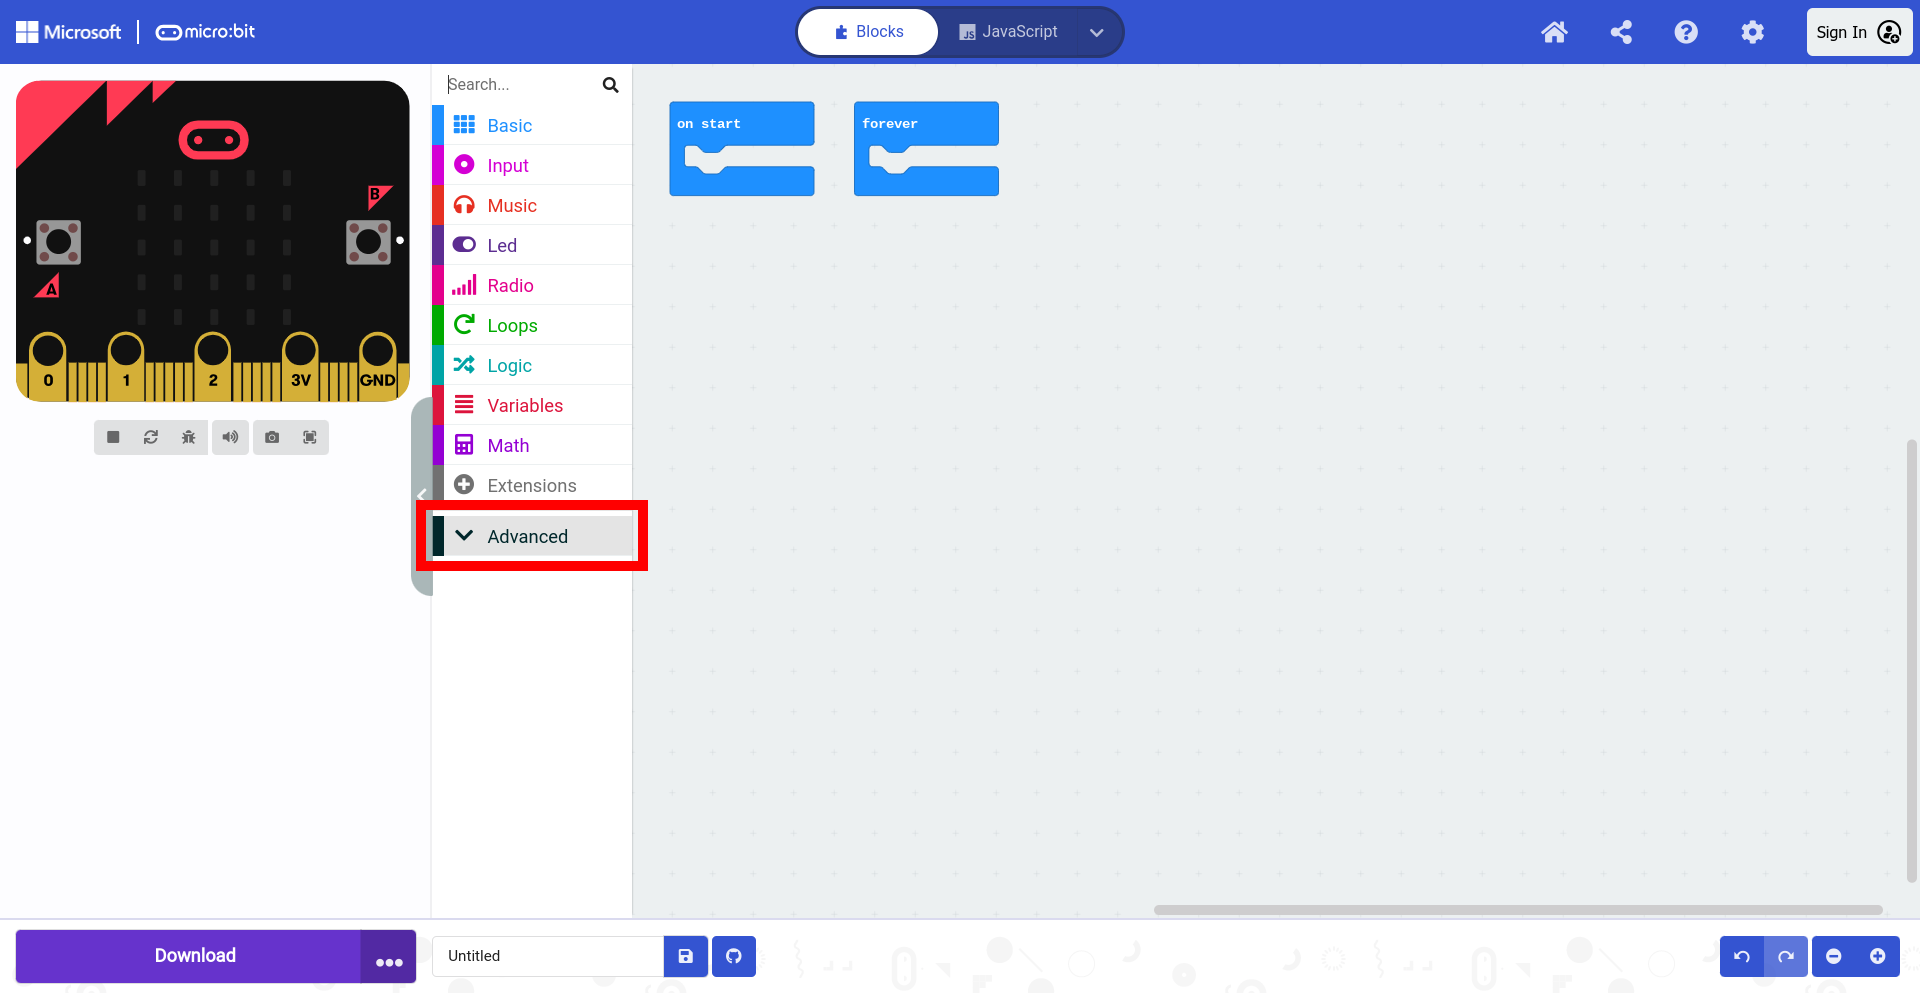 Microsoft
micro:bit
Blocks
JS JavaScript
Sign In
B
A
0 1 2 3V GND
Search...
Basic
Input
Music
Led
Radio
Loops
Logic
Variables
Math
Extensions
Advanced
on start
forever
Download
Untitled